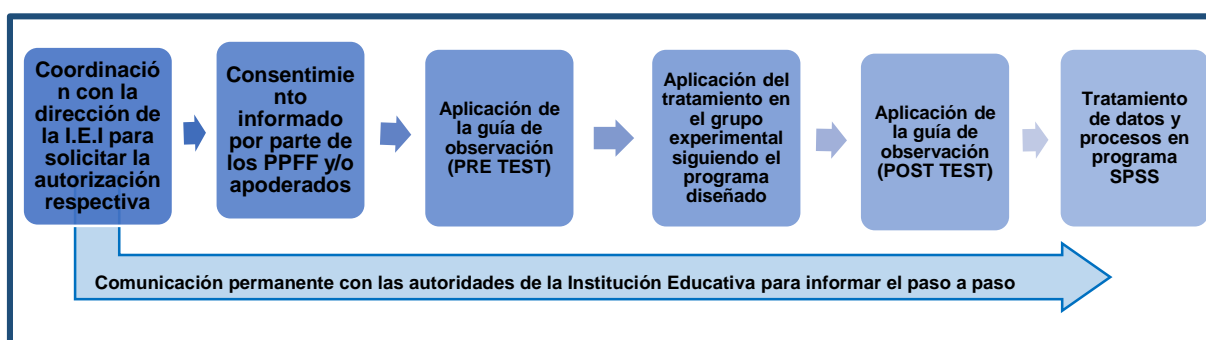 Coordinació
n con la
dirección de
la I.E.I para
solicitar la
autorización
respectiva
Consentimie
nto
informado
por parte de
los PPFF y/o
apoderados
Aplicación de
la guía de
observación
(PRE TEST)
Aplicación del
tratamiento en
el grupo
experimental
siguiendo el
programa
diseñado
Aplicación de
la guía de
observación
(POST TEST)
Tratamiento
de datos y
procesos en
programa
SPSS
Comunicación permanente con las autoridades de la Institución Educativa para informar el paso a paso